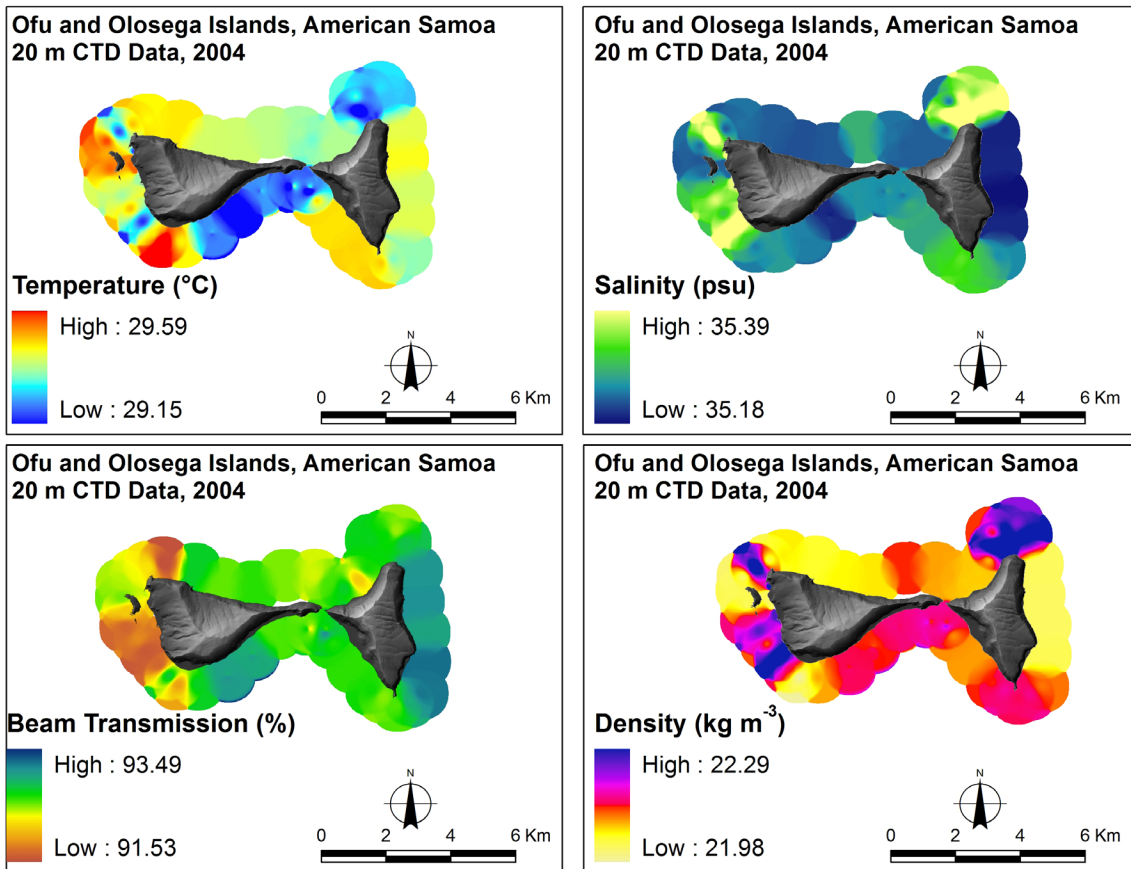 Ofu and Olosega Islands, American Samoa
20 m CTD Data, 2004
Temperature (°C)
High : 29.59
Low : 29.15
N
0 2 4 6 Km
Ofu and Olosega Islands, American Samoa
20 m CTD Data, 2004
Salinity (psu)
High : 35.39
Low : 35.18
N
0 2 4 6 Km
Ofu and Olosega Islands, American Samoa
20 m CTD Data, 2004
Beam Transmission (%)
High : 93.49
Low : 91.53
N
0 2 4 6 Km
Ofu and Olosega Islands, American Samoa
20 m CTD Data, 2004
Density (kg m⁻³)
High : 22.29
Low : 21.98
N
0 2 4 6 Km